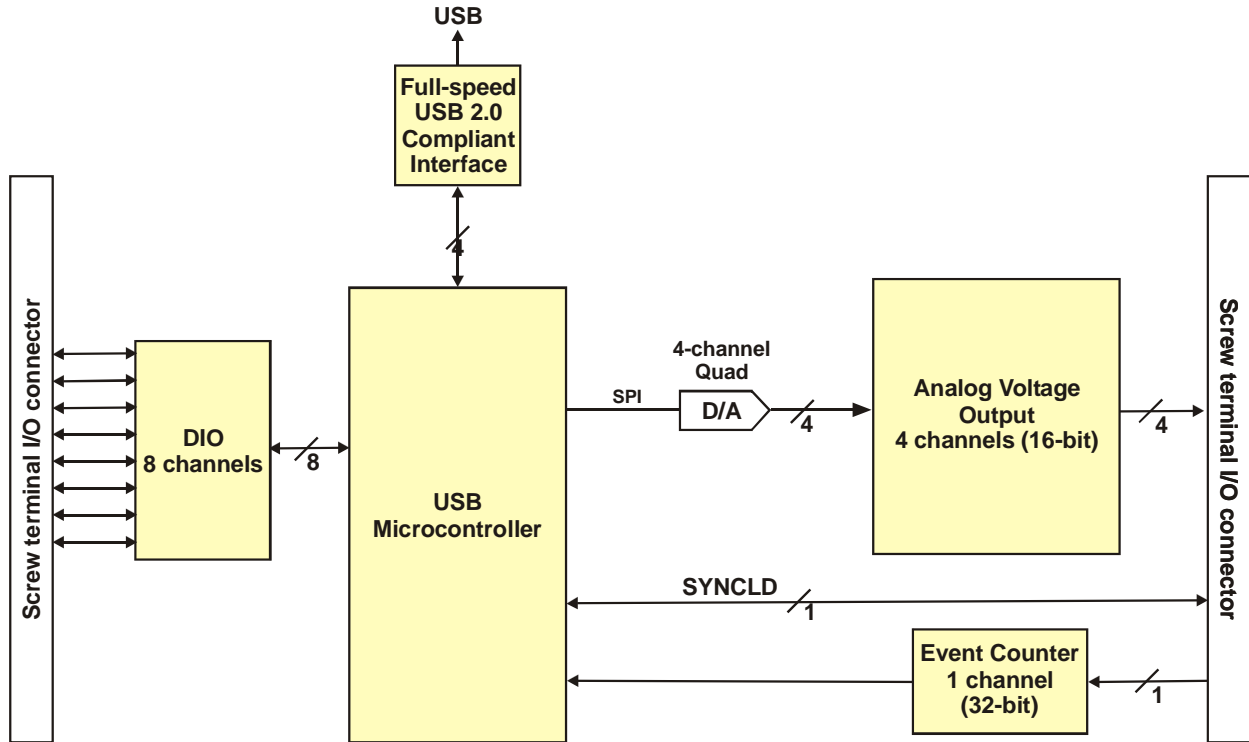 USB
Full-speed
USB 2.0
Compliant
Interface
4
Screw terminal I/O connector
DIO
8 channels
8
USB
Microcontroller
SPI
4-channel
Quad
D/A
4
Analog Voltage
Output
4 channels (16-bit)
4
Screw terminal I/O connector
SYNCLD
1
Event Counter
1 channel
(32-bit)
1